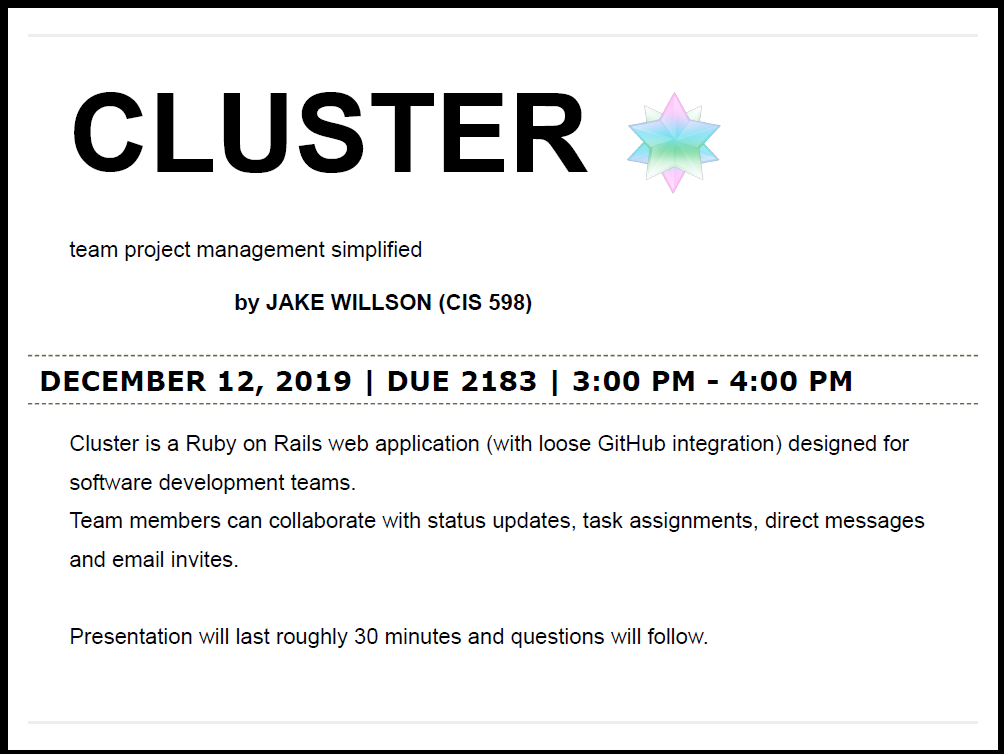 CLUSTER
team project management simplified
by JAKE WILLSON (CIS 598)
DECEMBER 12, 2019 | DUE 2183 | 3:00 PM - 4:00 PM
Cluster is a Ruby on Rails web application (with loose GitHub integration) designed for
software development teams.
Team members can collaborate with status updates, task assignments, direct messages
and email invites.
Presentation will last roughly 30 minutes and questions will follow.